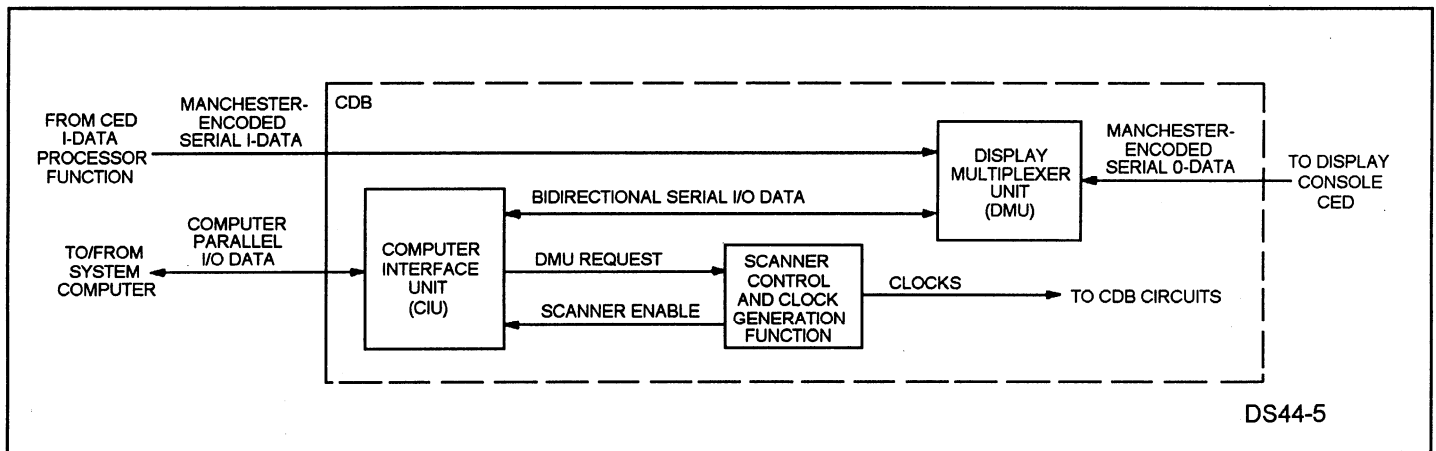 CDB
FROM CED
I-DATA
PROCESSOR
FUNCTION
MANCHESTER-
ENCODED
SERIAL I-DATA
DISPLAY
MULTIPLEXER
UNIT
(DMU)
MANCHESTER-
ENCODED
SERIAL 0-DATA
TO DISPLAY
CONSOLE
CED
BIDIRECTIONAL SERIAL I/O DATA
TO/FROM
SYSTEM
COMPUTER
COMPUTER
PARALLEL
I/O DATA
COMPUTER
INTERFACE
UNIT
(CIU)
DMU REQUEST
SCANNER ENABLE
SCANNER
CONTROL
AND CLOCK
GENERATION
FUNCTION
CLOCKS
TO CDB CIRCUITS
DS44-5